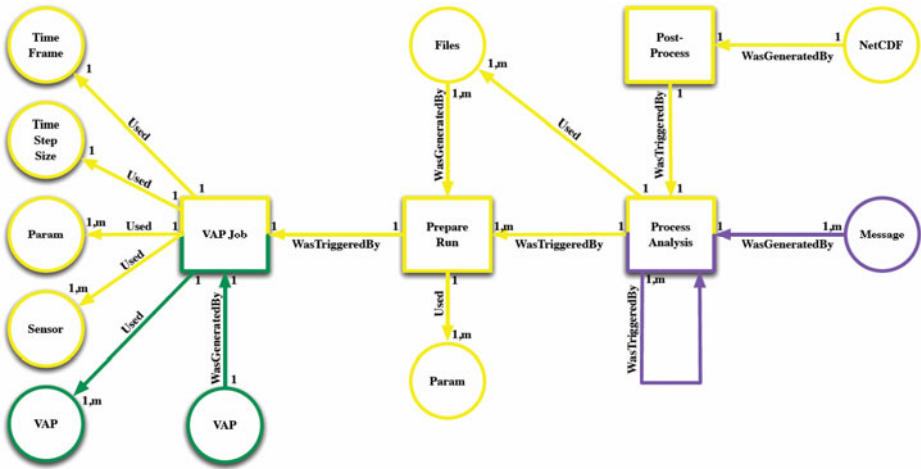 Time
Frame
1
Used
1
Time
Step
Size
1
Used
1
Param
1,m
Used
1
Sensor
1,m
Used
VAP
1,m
Used
1
VAP Job
VAP
1
WasGeneratedBy
1
1
WasTriggeredBy
1
Files
1,m
1,m
WasGeneratedBy
1
Prepare
Run
1
Used
1,m
Param
Used
1
1,m
WasTriggeredBy
1
Post-
Process
1
WasGeneratedBy
1
NetCDF
1
WasTriggeredBy
1
Process
Analysis
1
WasGeneratedBy
1,m
Message
1,m
WasTriggeredBy